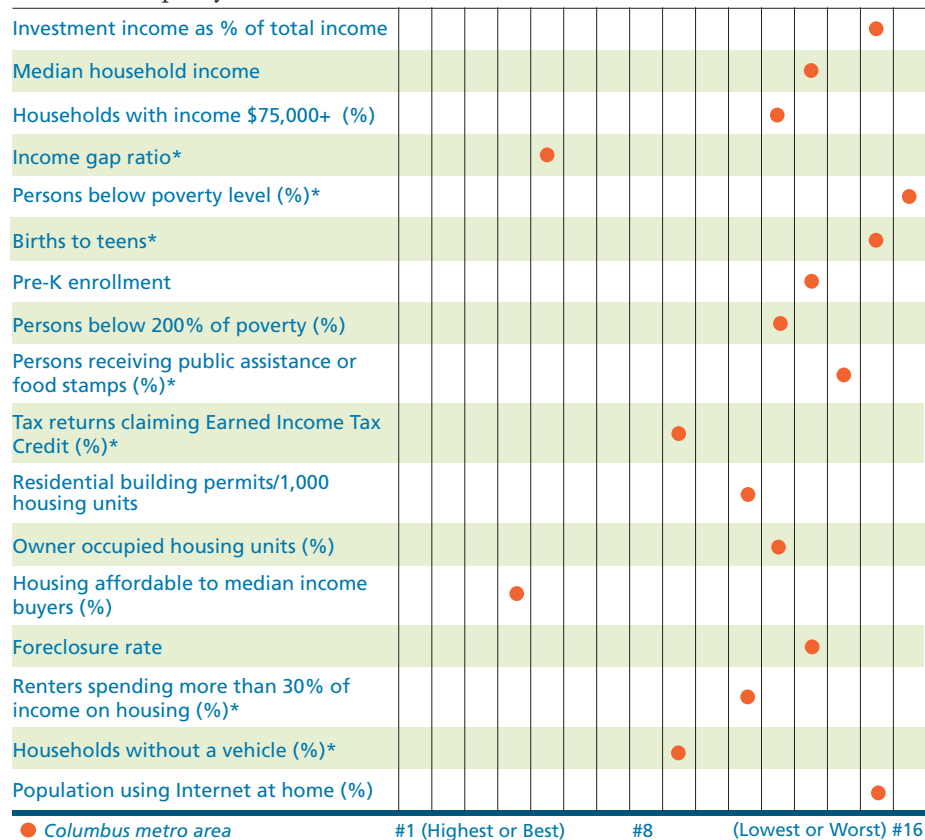 Investment income as % of total income
Median household income
Households with income $75,000+ (%)
Income gap ratio*
Persons below poverty level (%)*
Births to teens*
Pre-K enrollment
Persons below 200% of poverty (%)
Persons receiving public assistance or
food stamps (%)*
Tax returns claiming Earned Income Tax
Credit (%)*
Residential building permits/1,000
housing units
Owner occupied housing units (%)
Housing affordable to median income
buyers (%)
Foreclosure rate
Renters spending more than 30% of
income on housing (%)*
Households without a vehicle (%)*
Population using Internet at home (%)
Columbus metro area #1 (Highest or Best) #8 (Lowest or Worst) #16